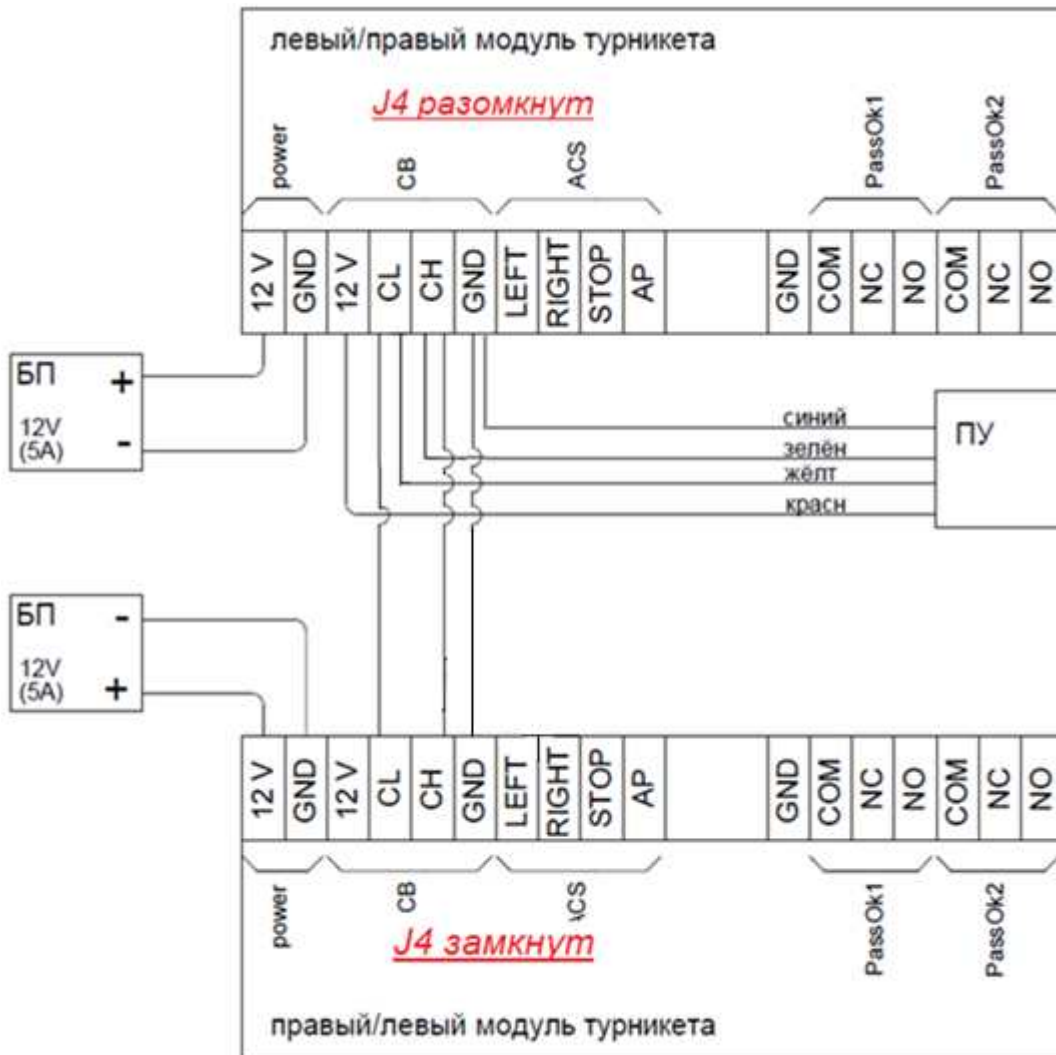 левый/правый модуль турникета
J4 разомкнут
power
CB
ACS
PassOk1
PassOk2
12 V
GND
12 V
CL
CH
GND
LEFT
RIGHT
STOP
AP
GND
COM
NC
NO
COM
NC
NO
БП
+
12V
(5A)
-
синий
зелён
жёлт
красн
ПУ
БП
-
12V
(5A)
+
12 V
GND
12 V
CL
CH
GND
LEFT
RIGHT
STOP
AP
GND
COM
NC
NO
COM
NC
NO
power
CB
ACS
PassOk1
PassOk2
J4 замкнут
правый/левый модуль турникета